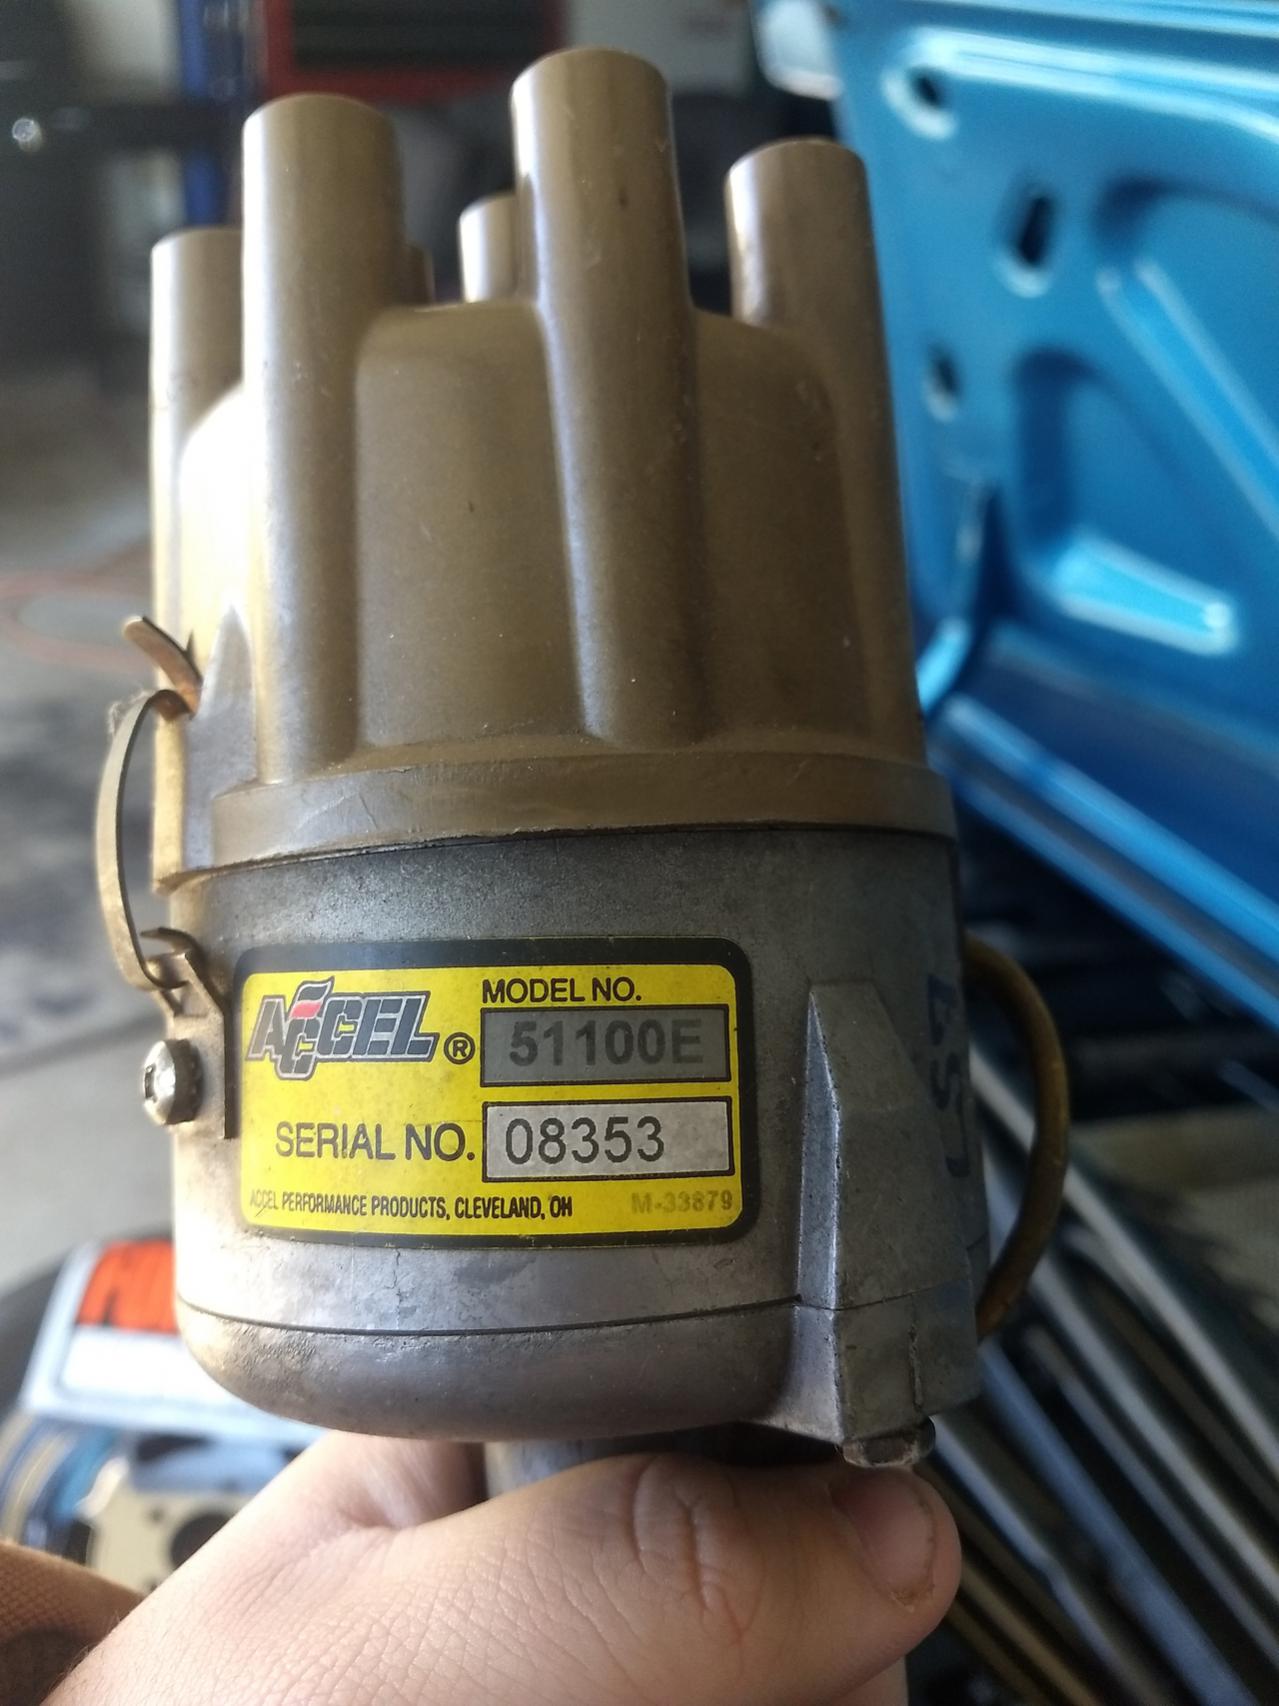 ACCEL®
MODEL NO.
51100E
SERIAL NO. 08353
ACCEL PERFORMANCE PRODUCTS, CLEVELAND, OH M-33879